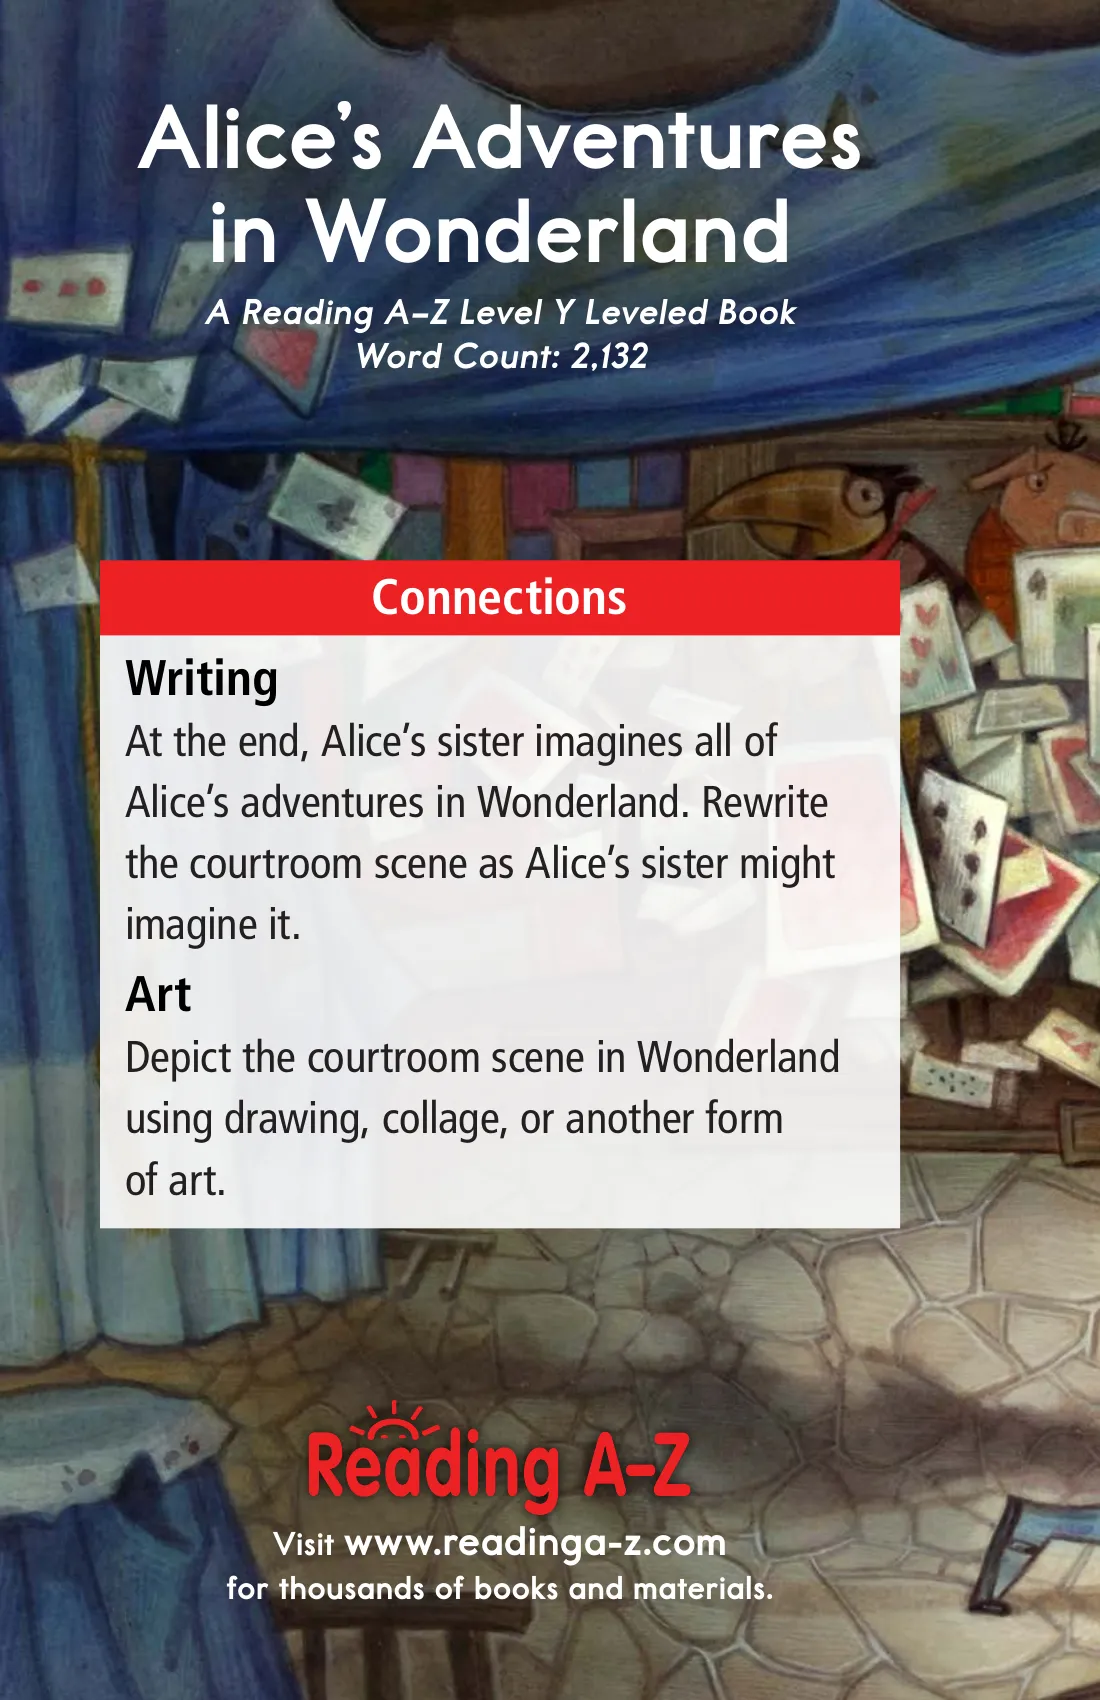 Alice’s Adventures
in Wonderland
A Reading A–Z Level Y Leveled Book
Word Count: 2,132
Connections
Writing
At the end, Alice’s sister imagines all of
Alice’s adventures in Wonderland. Rewrite
the courtroom scene as Alice’s sister might
imagine it.
Art
Depict the courtroom scene in Wonderland
using drawing, collage, or another form
of art.
Reading A–Z
Visit www.readinga-z.com
for thousands of books and materials.